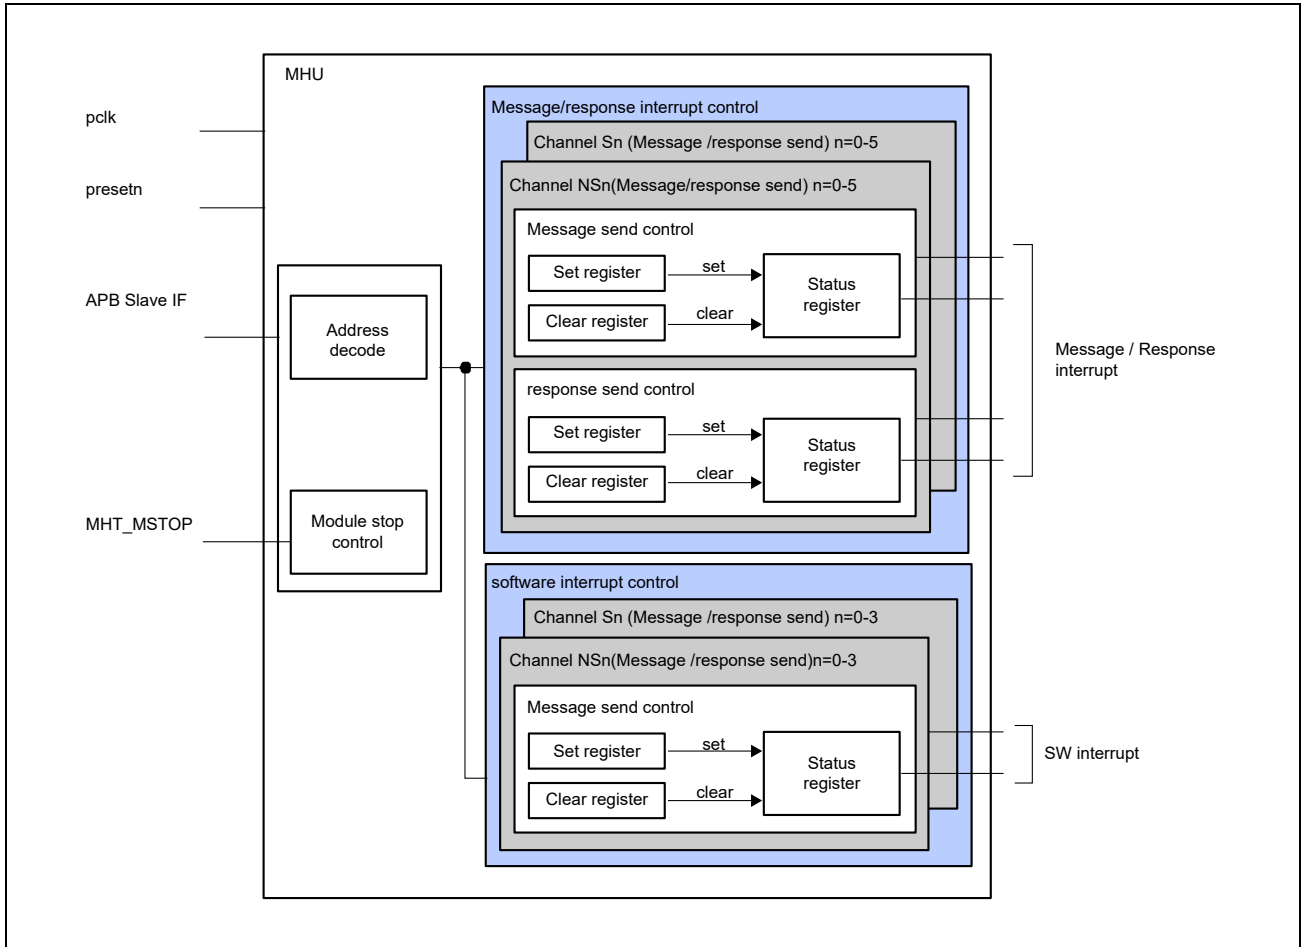 MHU
pclk
presetn
APB Slave IF
MHT_MSTOP
Address
decode
Module stop
control
Message/response interrupt control
Channel Sn (Message /response send) n=0-5
Channel NSn(Message/response send) n=0-5
Message send control
Set register
set
Clear register
clear
Status
register
response send control
Set register
set
Clear register
clear
Status
register
Message / Response
interrupt
software interrupt control
Channel Sn (Message /response send) n=0-3
Channel NSn(Message /response send)n=0-3
Message send control
Set register
set
Clear register
clear
Status
register
SW interrupt